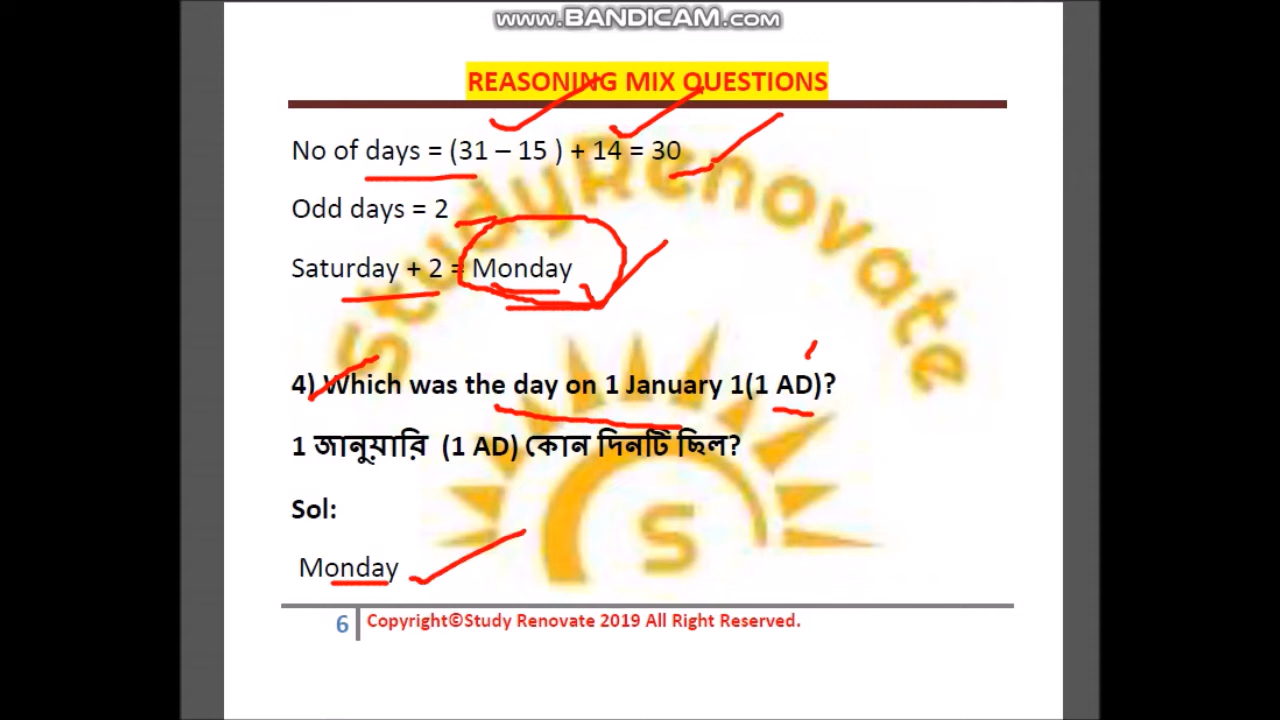 www.BANDICAM.com
REASONING MIX QUESTIONS
No of days = (31 – 15 ) + 14 = 30
Odd days = 2
Saturday + 2 = Monday
4) Which was the day on 1 January 1(1 AD)?
1 জানুয়ারি (1 AD) কোন দিনটি ছিল?
Sol:
Monday
6 Copyright©Study Renovate 2019 All Right Reserved.
StudyRenovate
S